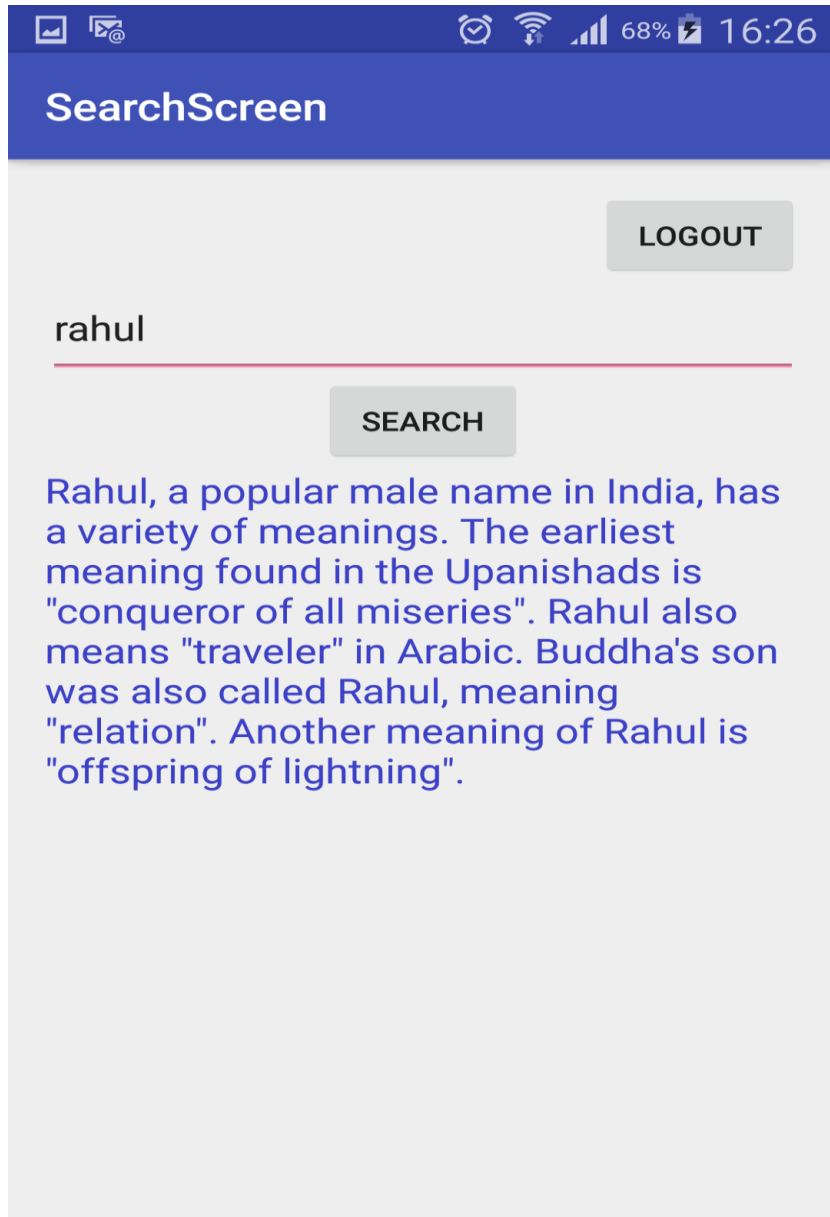 68% 16:26
SearchScreen
LOGOUT
rahul
SEARCH
Rahul, a popular male name in India, has
a variety of meanings. The earliest
meaning found in the Upanishads is
"conqueror of all miseries". Rahul also
means "traveler" in Arabic. Buddha's son
was also called Rahul, meaning
"relation". Another meaning of Rahul is
"offspring of lightning".